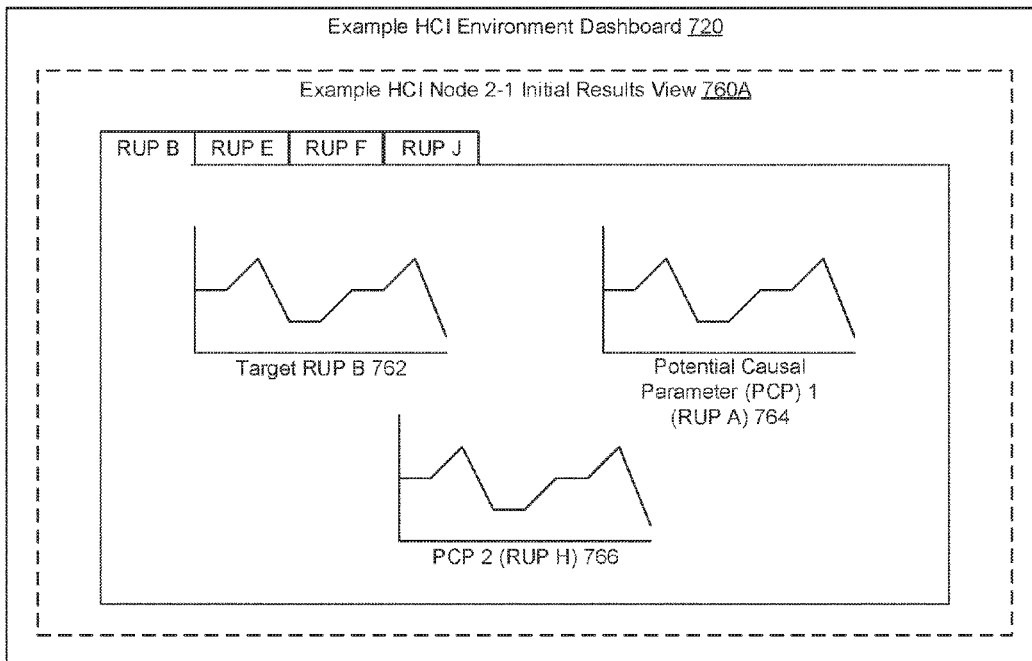 Example HCI Environment Dashboard 720
Example HCI Node 2-1 Initial Results View 760A
RUP B RUP E RUP F RUP J
Target RUP B 762
Potential Causal
Parameter (PCP) 1
(RUP A) 764
PCP 2 (RUP H) 766